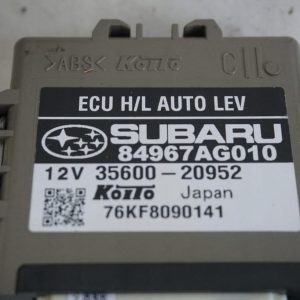 >ABS< KOITO
ECU H/L AUTO LEV
SUBARU
84967AG010
12V 35600-20952
KOITO Japan
76KF8090141